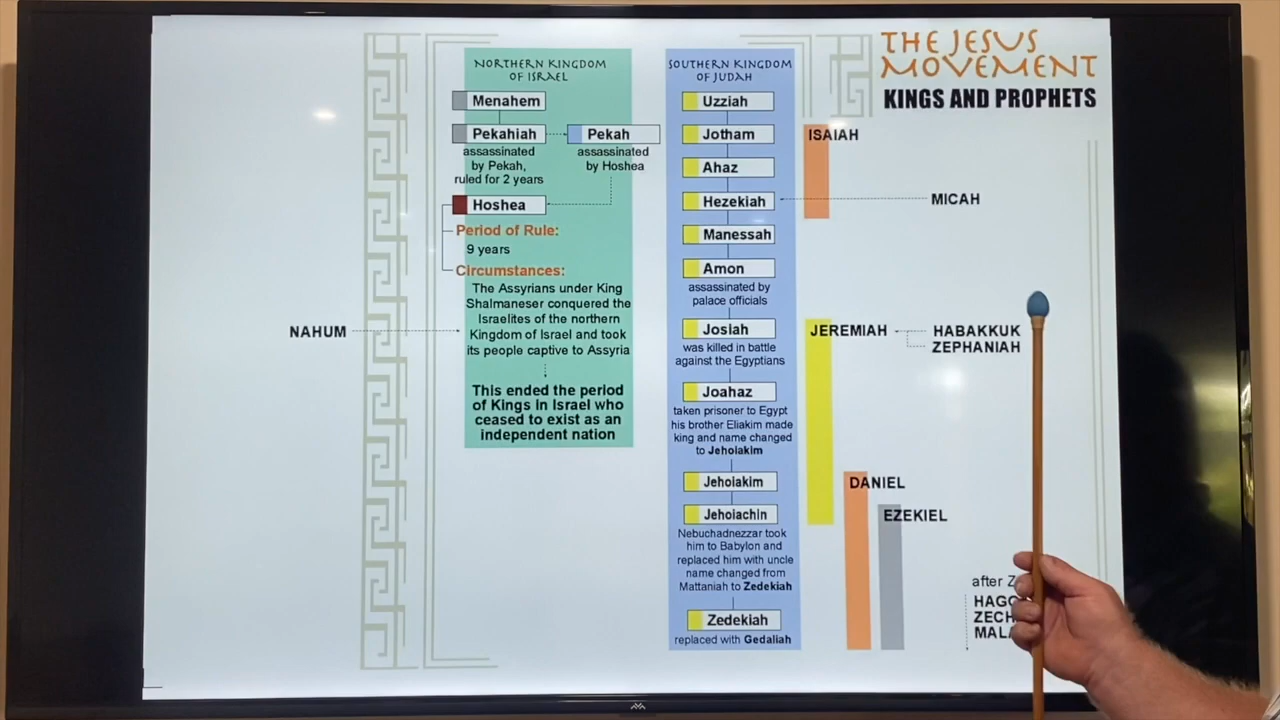 THE JESUS
MOVEMENT
KINGS AND PROPHETS
NORTHERN KINGDOM
OF ISRAEL
Menahem
Pekahiah
assassinated
by Pekah,
ruled for 2 years
Pekah
assassinated
by Hoshea
Hoshea
Period of Rule:
9 years
Circumstances:
The Assyrians under King
Shalmaneser conquered the
Israelites of the northern
Kingdom of Israel and took
its people captive to Assyria
This ended the period
of Kings in Israel who
ceased to exist as an
independent nation
NAHUM
SOUTHERN KINGDOM
OF JUDAH
Uzziah
Jotham
Ahaz
Hezekiah
Manessah
Amon
assassinated by
palace officials
Josiah
was killed in battle
against the Egyptians
Joahaz
taken prisoner to Egypt
his brother Eliakim made
king and name changed
to Jehoiakim
Jehoiakim
Jehoiachin
Nebuchadnezzar took
him to Babylon and
replaced him with uncle
name changed from
Mattaniah to Zedekiah
Zedekiah
replaced with Gedaliah
ISAIAH
MICAH
JEREMIAH
HABAKKUK
ZEPHANIAH
DANIEL
EZEKIEL
after